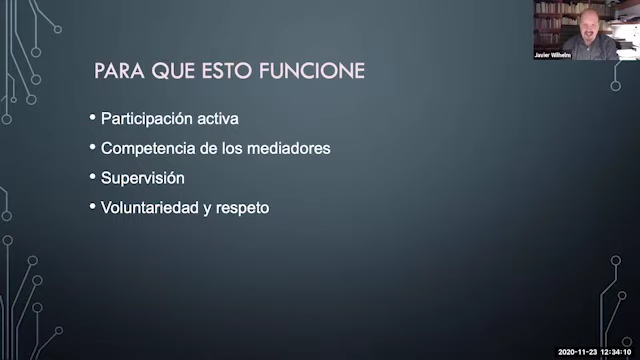 Javier Wilhelm
PARA QUE ESTO FUNCIONE
• Participación activa
• Competencia de los mediadores
• Supervisión
• Voluntariedad y respeto
2020-11-23 12:34:10